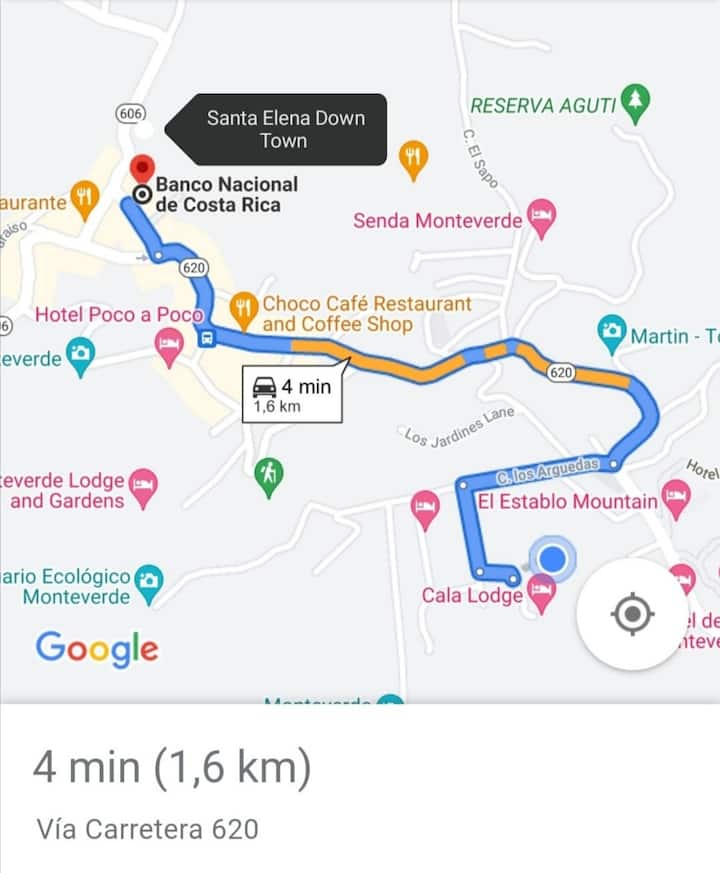 606
Santa Elena Down
Town
RESERVA AGUTI
C. El Sapo
Banco Nacional
de Costa Rica
aurante
raíso
Senda Monteverde
620
Hotel Poco a Poco
Choco Café Restaurant
and Coffee Shop
6
everde
Martin - To
4 min
1,6 km
620
Los Jardines Lane
C. los Arguedas
Hotel
teverde Lodge
and Gardens
El Establo Mountain
ario Ecológico
Monteverde
Cala Lodge
el de
nteve
Google
Monteverde
4 min (1,6 km)
Vía Carretera 620